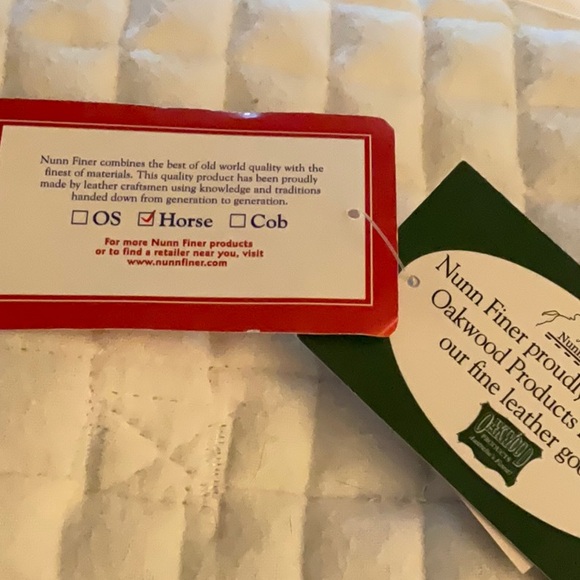 Nunn Finer combines the best of old world quality with the
finest of materials. This quality product has been proudly
made by leather craftsmen using knowledge and traditions
handed down from generation to generation.
☐ OS ☑ Horse ☐ Cob
For more Nunn Finer products
or to find a retailer near you, visit
www.nunnfiner.com
Nunn Finer proudly
Oakwood Products
our fine leather go
OAKWOOD
PRODUCTS